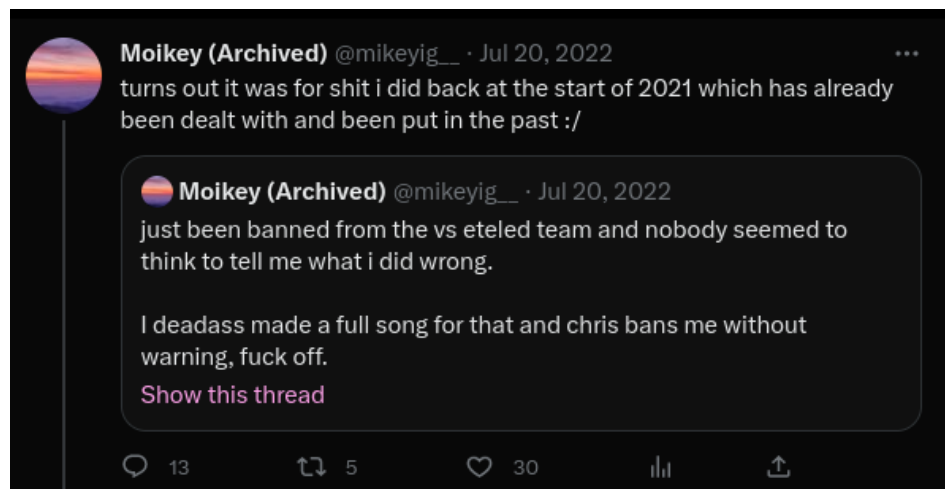 Moikey (Archived) @mikeyig__ · Jul 20, 2022
turns out it was for shit i did back at the start of 2021 which has already
been dealt with and been put in the past :/
Moikey (Archived) @mikeyig__ · Jul 20, 2022
just been banned from the vs eteled team and nobody seemed to
think to tell me what i did wrong.
I deadass made a full song for that and chris bans me without
warning, fuck off.
Show this thread
13 5 30